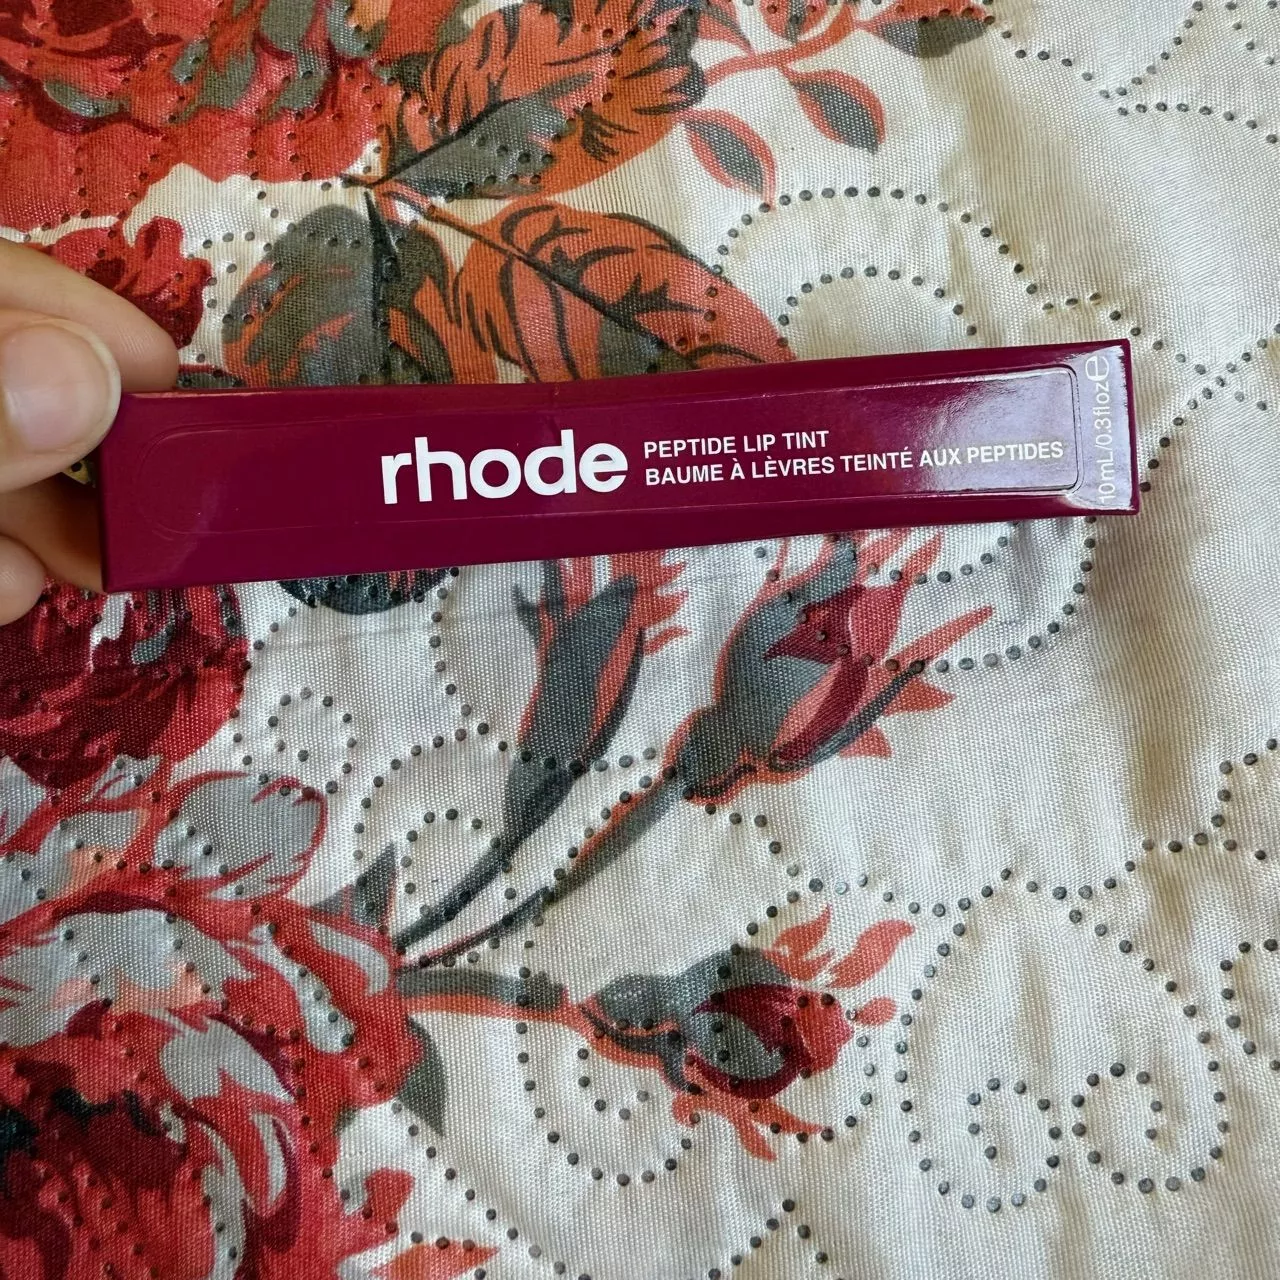 rhode
PEPTIDE LIP TINT
BAUME À LÈVRES TEINTÉ AUX PEPTIDES
10mL/0.3floz℮